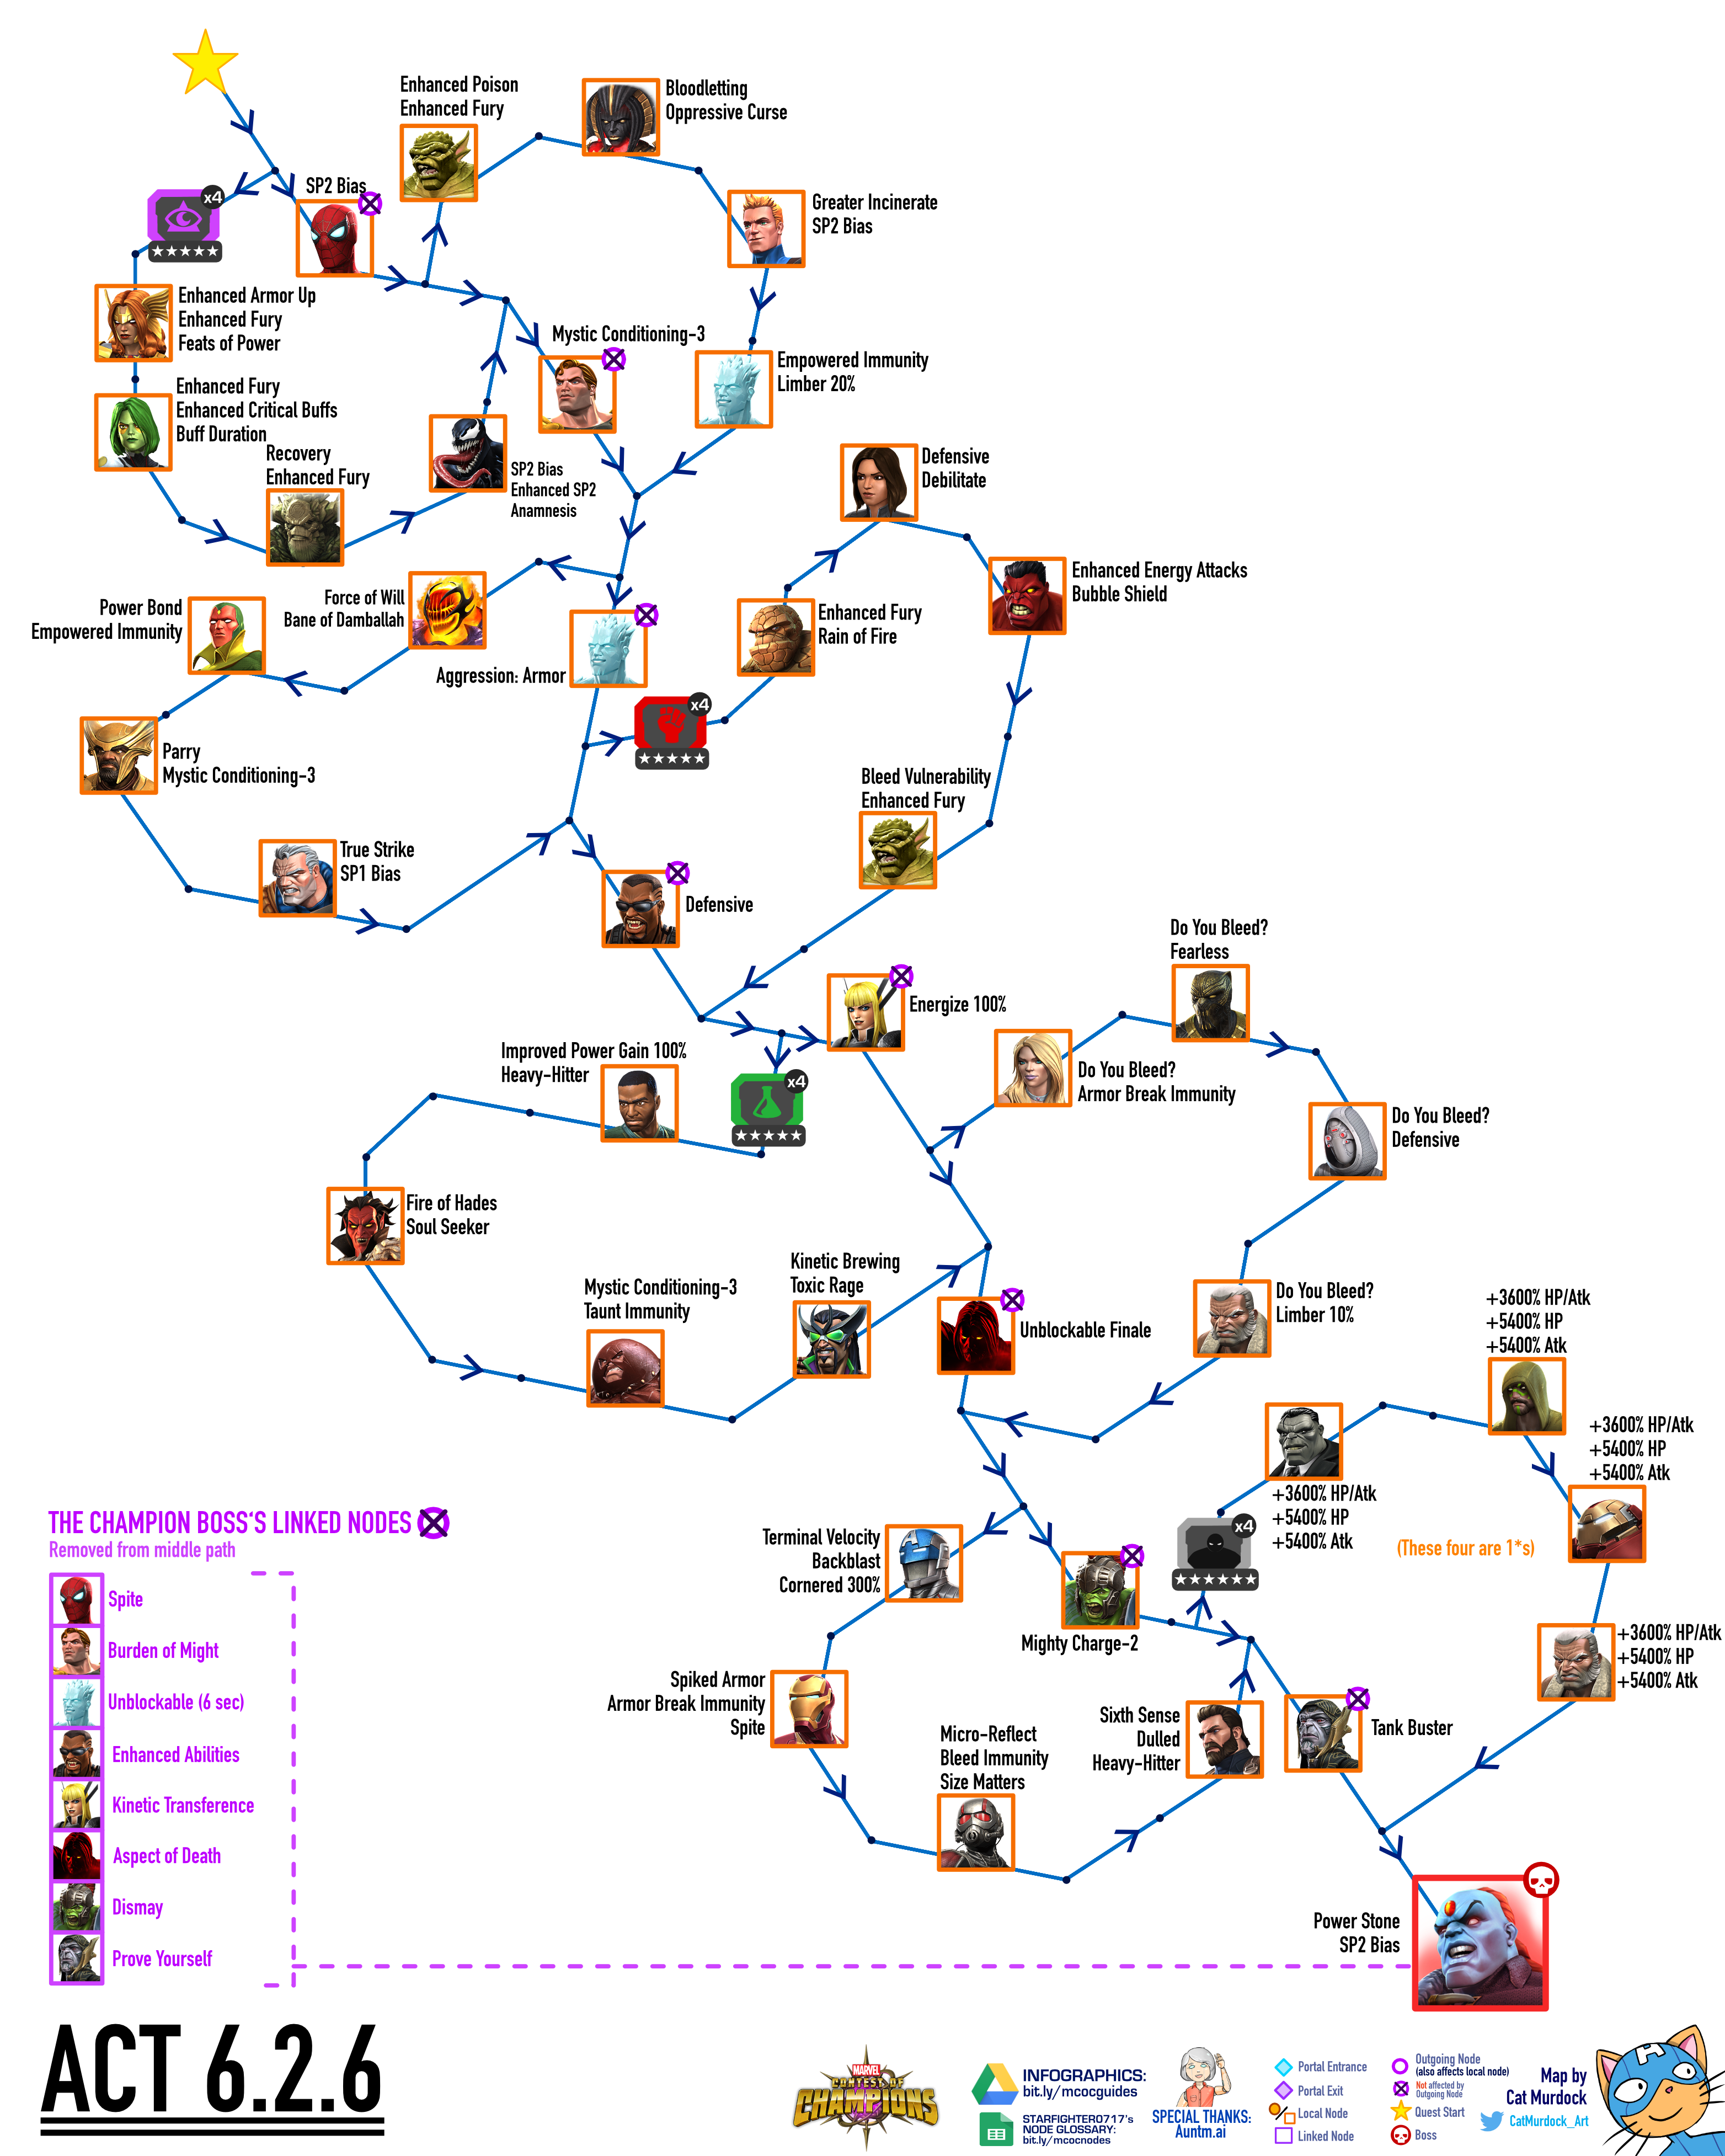 Enhanced Poison
Enhanced Fury
Bloodletting
Oppressive Curse
SP2 Bias
x4
★★★★★
Greater Incinerate
SP2 Bias
Enhanced Armor Up
Enhanced Fury
Feats of Power
Mystic Conditioning-3
Empowered Immunity
Limber 20%
Enhanced Fury
Enhanced Critical Buffs
Buff Duration
Recovery
Enhanced Fury
SP2 Bias
Enhanced SP2
Anamnesis
Defensive
Debilitate
Enhanced Energy Attacks
Bubble Shield
Force of Will
Bane of Damballah
Power Bond
Empowered Immunity
Enhanced Fury
Rain of Fire
Aggression: Armor
x4
★★★★★
Parry
Mystic Conditioning-3
Bleed Vulnerability
Enhanced Fury
True Strike
SP1 Bias
Defensive
Do You Bleed?
Fearless
Energize 100%
Improved Power Gain 100%
Heavy-Hitter
x4
★★★★★
Do You Bleed?
Armor Break Immunity
Do You Bleed?
Defensive
Fire of Hades
Soul Seeker
Kinetic Brewing
Toxic Rage
Mystic Conditioning-3
Taunt Immunity
Unblockable Finale
Do You Bleed?
Limber 10%
+3600% HP/Atk
+5400% HP
+5400% Atk
+3600% HP/Atk
+5400% HP
+5400% Atk
+3600% HP/Atk
+5400% HP
+5400% Atk
(These four are 1*s)
x4
★★★★★★
Terminal Velocity
Backblast
Cornered 300%
Mighty Charge-2
+3600% HP/Atk
+5400% HP
+5400% Atk
Spiked Armor
Armor Break Immunity
Spite
Micro-Reflect
Bleed Immunity
Size Matters
Sixth Sense
Dulled
Heavy-Hitter
Tank Buster
Power Stone
SP2 Bias
THE CHAMPION BOSS'S LINKED NODES
Removed from middle path
Spite
Burden of Might
Unblockable (6 sec)
Enhanced Abilities
Kinetic Transference
Aspect of Death
Dismay
Prove Yourself
ACT 6.2.6
MARVEL
CONTEST OF
CHAMPIONS
INFOGRAPHICS:
bit.ly/mcocguides
STARFIGHTER0717's
NODE GLOSSARY:
bit.ly/mcocnodes
SPECIAL THANKS:
Auntm.ai
Portal Entrance
Portal Exit
Local Node
Linked Node
Outgoing Node
(also affects local node)
Not affected by
Outgoing Node
Quest Start
Boss
Map by
Cat Murdock
CatMurdock_Art
A